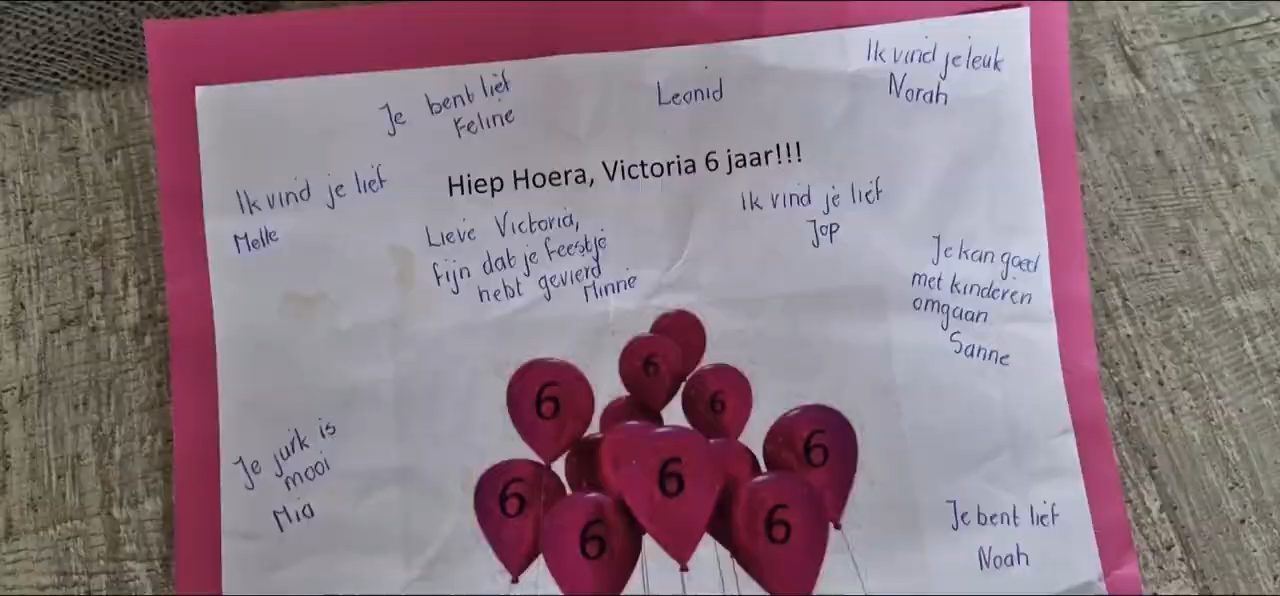 Ik vind je leuk
Norah
Je bent lief
Feline
Leonid
Hiep Hoera, Victoria 6 jaar!!!
Ik vind je lief
Melle
Lieve Victoria,
fijn dat je feestje
hebt gevierd
Minne
Ik vind je lief
Jop
Je kan goed
met kinderen
omgaan
Sanne
6
6
6
6
6
6
6
6
Je jurk is
mooi
Mia
Je bent lief
Noah